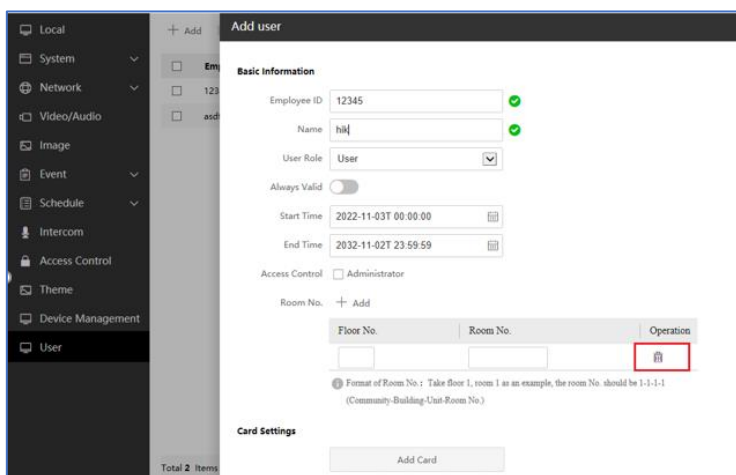 Local
System
Network
Video/Audio
Image
Event
Schedule
Intercom
Access Control
Theme
Device Management
User
+ Add
Em
123
asd
Total 2 Items
Add user
Basic Information
Employee ID 12345
Name hik
User Role User
Always Valid
Start Time 2022-11-03T 00:00:00
End Time 2032-11-02T 23:59:59
Access Control Administrator
Room No. + Add
Floor No. Room No. Operation
Format of Room No.: Take floor 1, room 1 as an example, the room No. should be 1-1-1-1
(Community-Building-Unit-Room No.)
Card Settings
Add Card